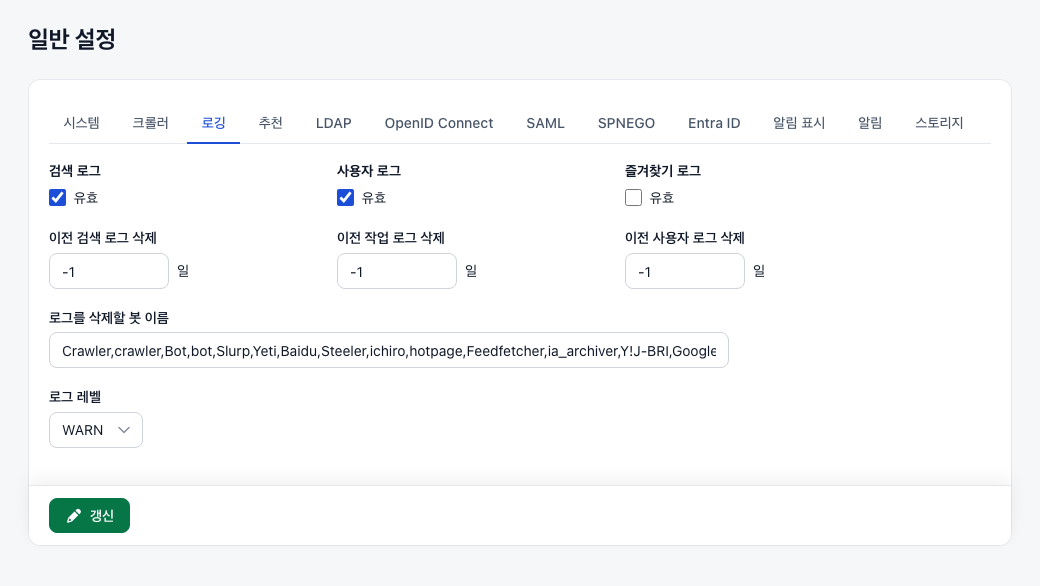 일반 설정
시스템 크롤러 로깅 추천 LDAP OpenID Connect SAML SPNEGO Entra ID 알림 표시 알림 스토리지
검색 로그 사용자 로그 즐겨찾기 로그
유효 유효 유효
이전 검색 로그 삭제 이전 작업 로그 삭제 이전 사용자 로그 삭제
-1 일 -1 일 -1 일
로그를 삭제할 봇 이름
Crawler,crawler,Bot,bot,Slurp,Yeti,Baidu,Steeler,ichiro,hotpage,Feedfetcher,ia_archiver,Y!J-BRI,Google
로그 레벨
WARN
갱신